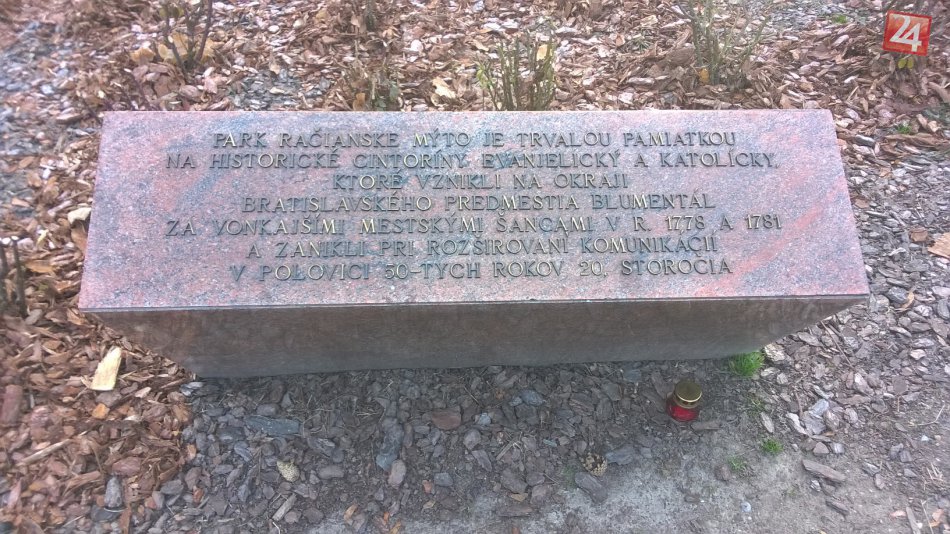 24
PARK RAČIANSKE MÝTO JE TRVALOU PAMIATKOU
NA HISTORICKÉ CINTORÍNY, EVANJELICKÝ A KATOLÍCKY,
KTORÉ VZNIKLI NA OKRAJI
BRATISLAVSKÉHO PREDMESTIA BLUMENTÁL
ZA VONKAJŠÍMI MESTSKÝMI ŠANCAMI V R. 1778 A 1781
A ZANIKLI PRI ROZŠIROVANÍ KOMUNIKÁCII
V POLOVICI 50-TYCH ROKOV 20. STOROČIA